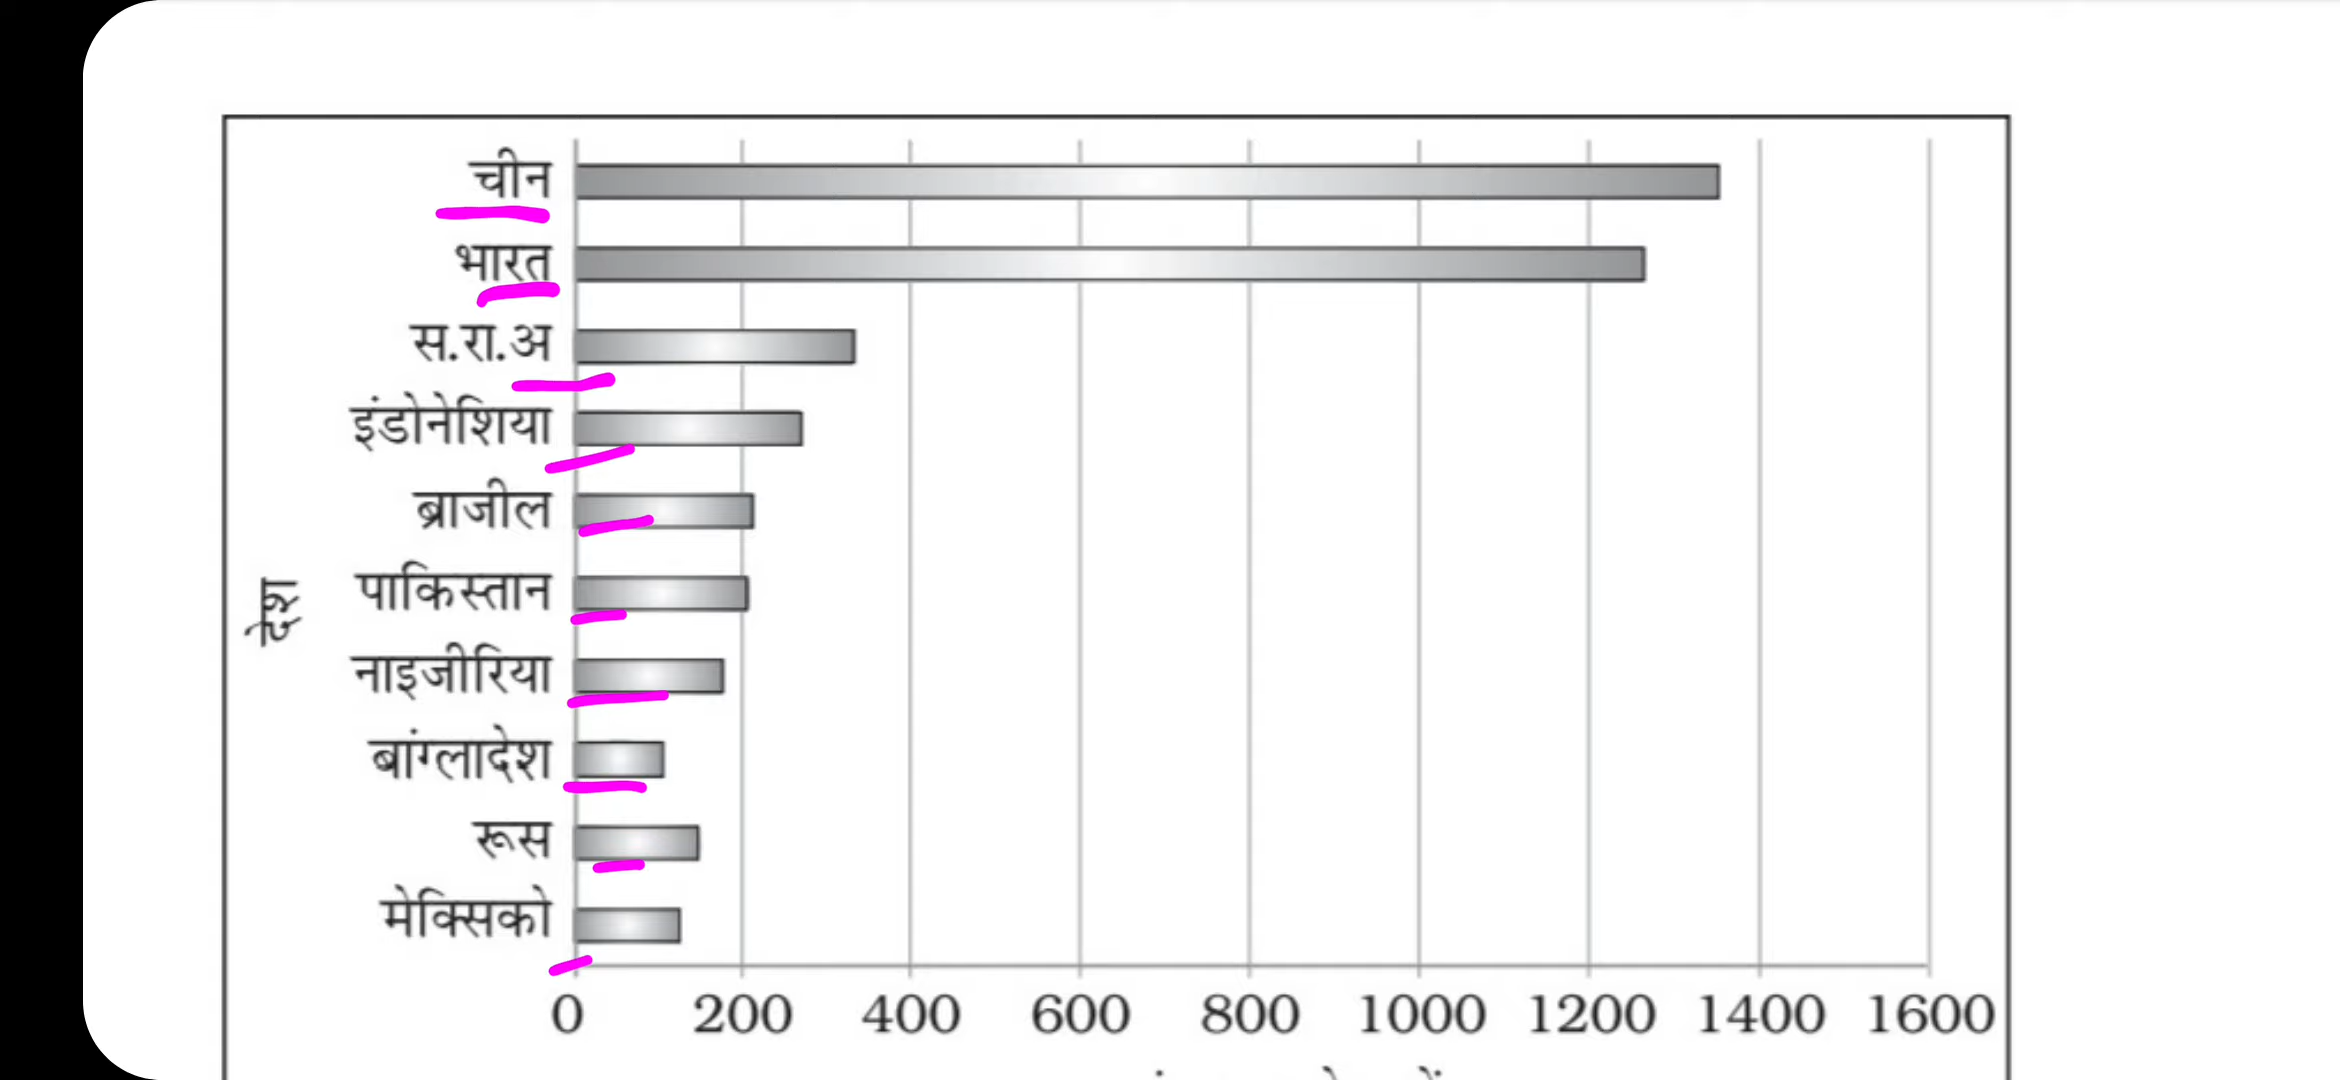 चीन
भारत
स.रा.अ
इंडोनेशिया
ब्राजील
पाकिस्तान
नाइजीरिया
बांग्लादेश
रूस
मेक्सिको
देश
0 200 400 600 800 1000 1200 1400 1600